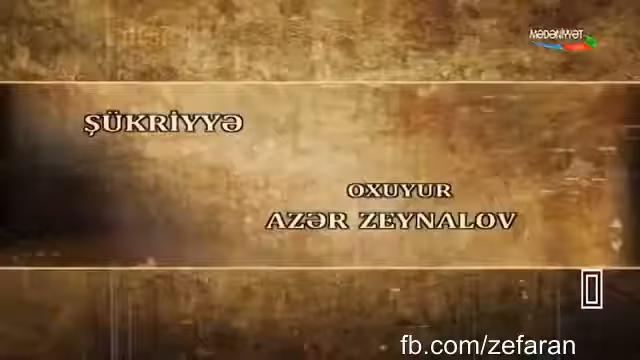 MƏDƏNİYYƏT
ŞÜKRİYYƏ
OXUYUR
AZƏR ZEYNALOV
fb.com/zefaran